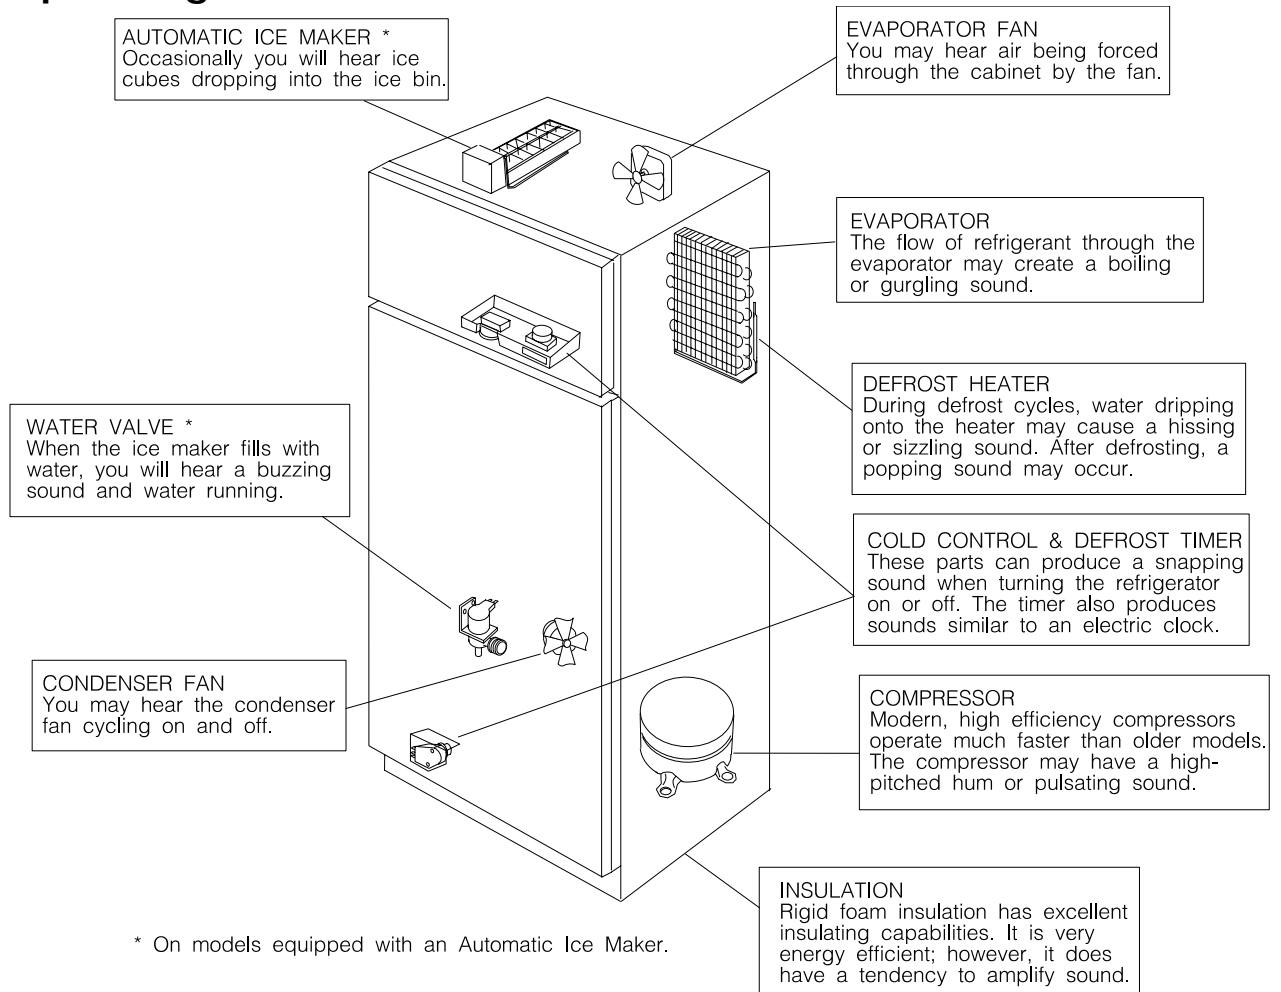 AUTOMATIC ICE MAKER *
Occasionally you will hear ice
cubes dropping into the ice bin.
EVAPORATOR FAN
You may hear air being forced
through the cabinet by the fan.
EVAPORATOR
The flow of refrigerant through the
evaporator may create a boiling
or gurgling sound.
DEFROST HEATER
During defrost cycles, water dripping
onto the heater may cause a hissing
or sizzling sound. After defrosting, a
popping sound may occur.
WATER VALVE *
When the ice maker fills with
water, you will hear a buzzing
sound and water running.
COLD CONTROL & DEFROST TIMER
These parts can produce a snapping
sound when turning the refrigerator
on or off. The timer also produces
sounds similar to an electric clock.
CONDENSER FAN
You may hear the condenser
fan cycling on and off.
COMPRESSOR
Modern, high efficiency compressors
operate much faster than older models.
The compressor may have a high-
pitched hum or pulsating sound.
INSULATION
Rigid foam insulation has excellent
insulating capabilities. It is very
energy efficient; however, it does
have a tendency to amplify sound.
* On models equipped with an Automatic Ice Maker.